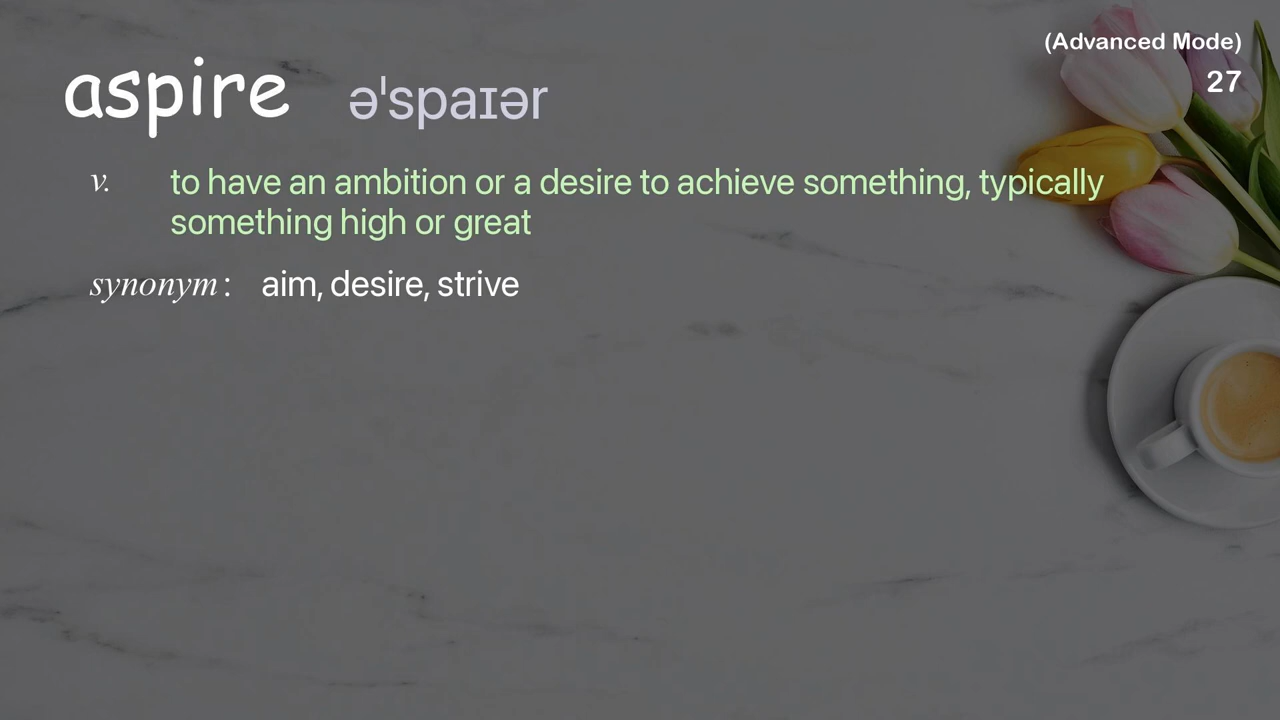 (Advanced Mode)
aspire ə'spaɪər
27
v. to have an ambition or a desire to achieve something, typically
something high or great
synonym : aim, desire, strive